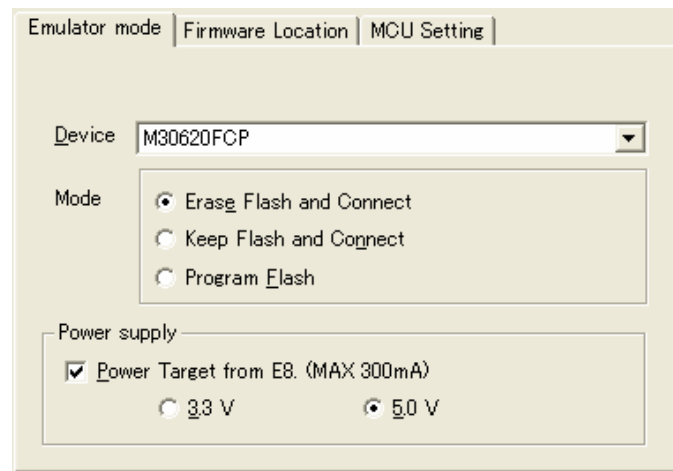 Emulator mode Firmware Location MCU Setting
Device M30620FCP
Mode Erase Flash and Connect
Keep Flash and Connect
Program Flash
Power supply
Power Target from E8. (MAX 300mA)
3.3 V 5.0 V